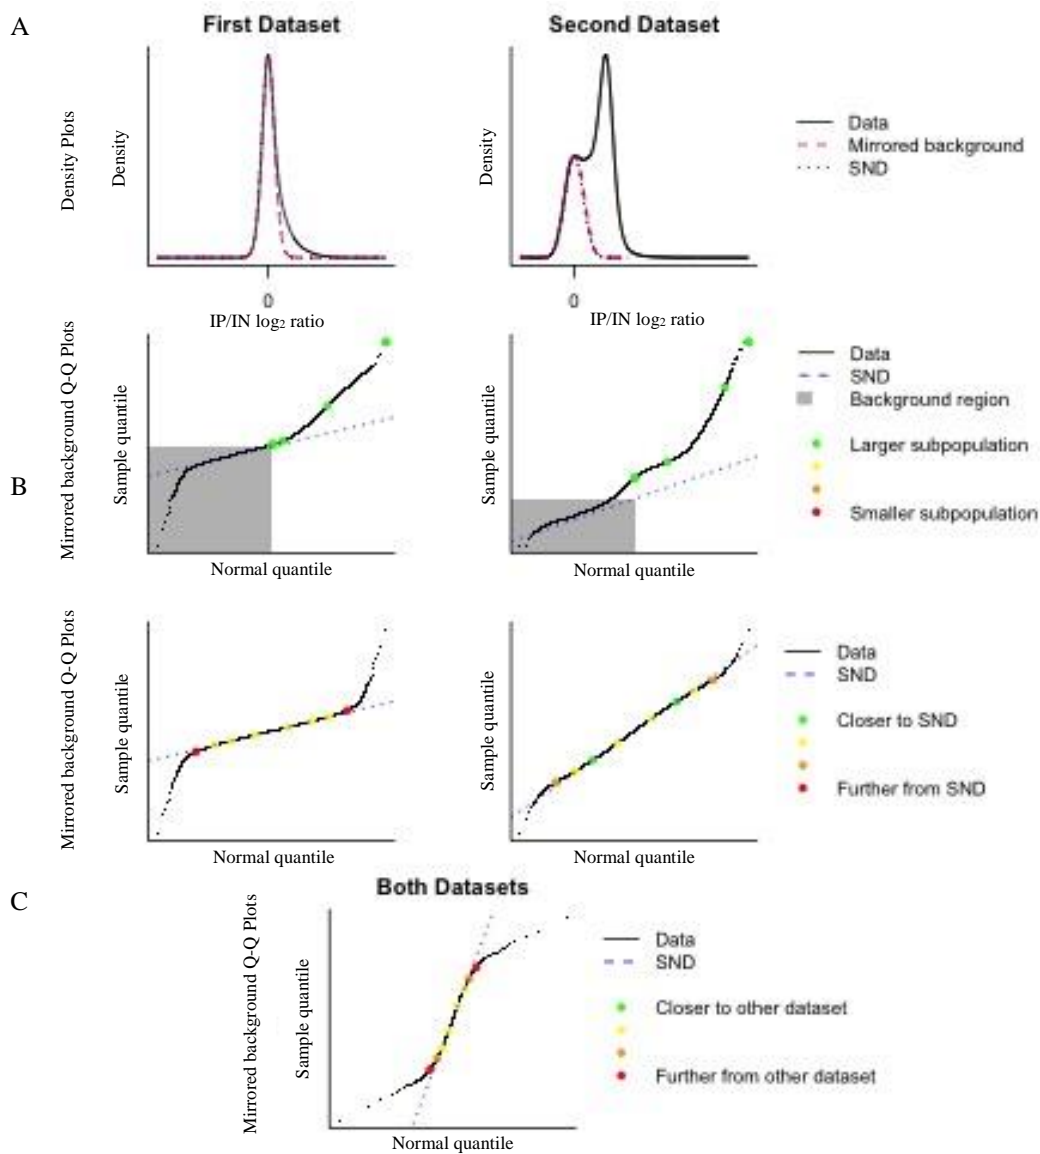 A
First Dataset
Second Dataset
Density Plots
Density
Density
Data
Mirrored background
SND
0
0
IP/IN log₂ ratio
IP/IN log₂ ratio
B
Mirrored background Q-Q Plots
Sample quantile
Sample quantile
Data
SND
Background region
Larger subpopulation
Smaller subpopulation
Normal quantile
Normal quantile
Mirrored background Q-Q Plots
Sample quantile
Sample quantile
Data
SND
Closer to SND
Further from SND
Normal quantile
Normal quantile
C
Both Datasets
Mirrored background Q-Q Plots
Sample quantile
Data
SND
Closer to other dataset
Further from other dataset
Normal quantile